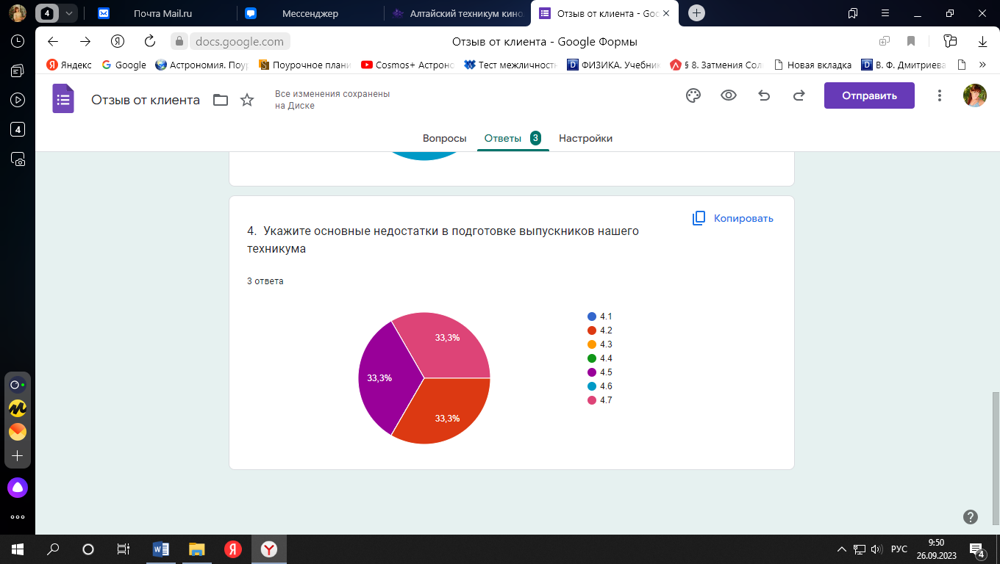 4
Почта Mail.ru
Мессенджер
Алтайский техникум кино
Отзыв от клиента - Goo
docs.google.com
Отзыв от клиента - Google Формы
Яндекс
Google
Астрономия. Поур
Поурочное плани
Cosmos+ Астроно
Тест межличностн
ФИЗИКА. Учебник
§ 8. Затмения Сол
Новая вкладка
В. Ф. Дмитриева
»
Отзыв от клиента
Все изменения сохранены
на Диске
Отправить
Вопросы
Ответы 3
Настройки
4
Копировать
4. Укажите основные недостатки в подготовке выпускников нашего
техникума
3 ответа
33,3%
33,3%
33,3%
4.1
4.2
4.3
4.4
4.5
4.6
4.7
РУС
9:50
26.09.2023
4